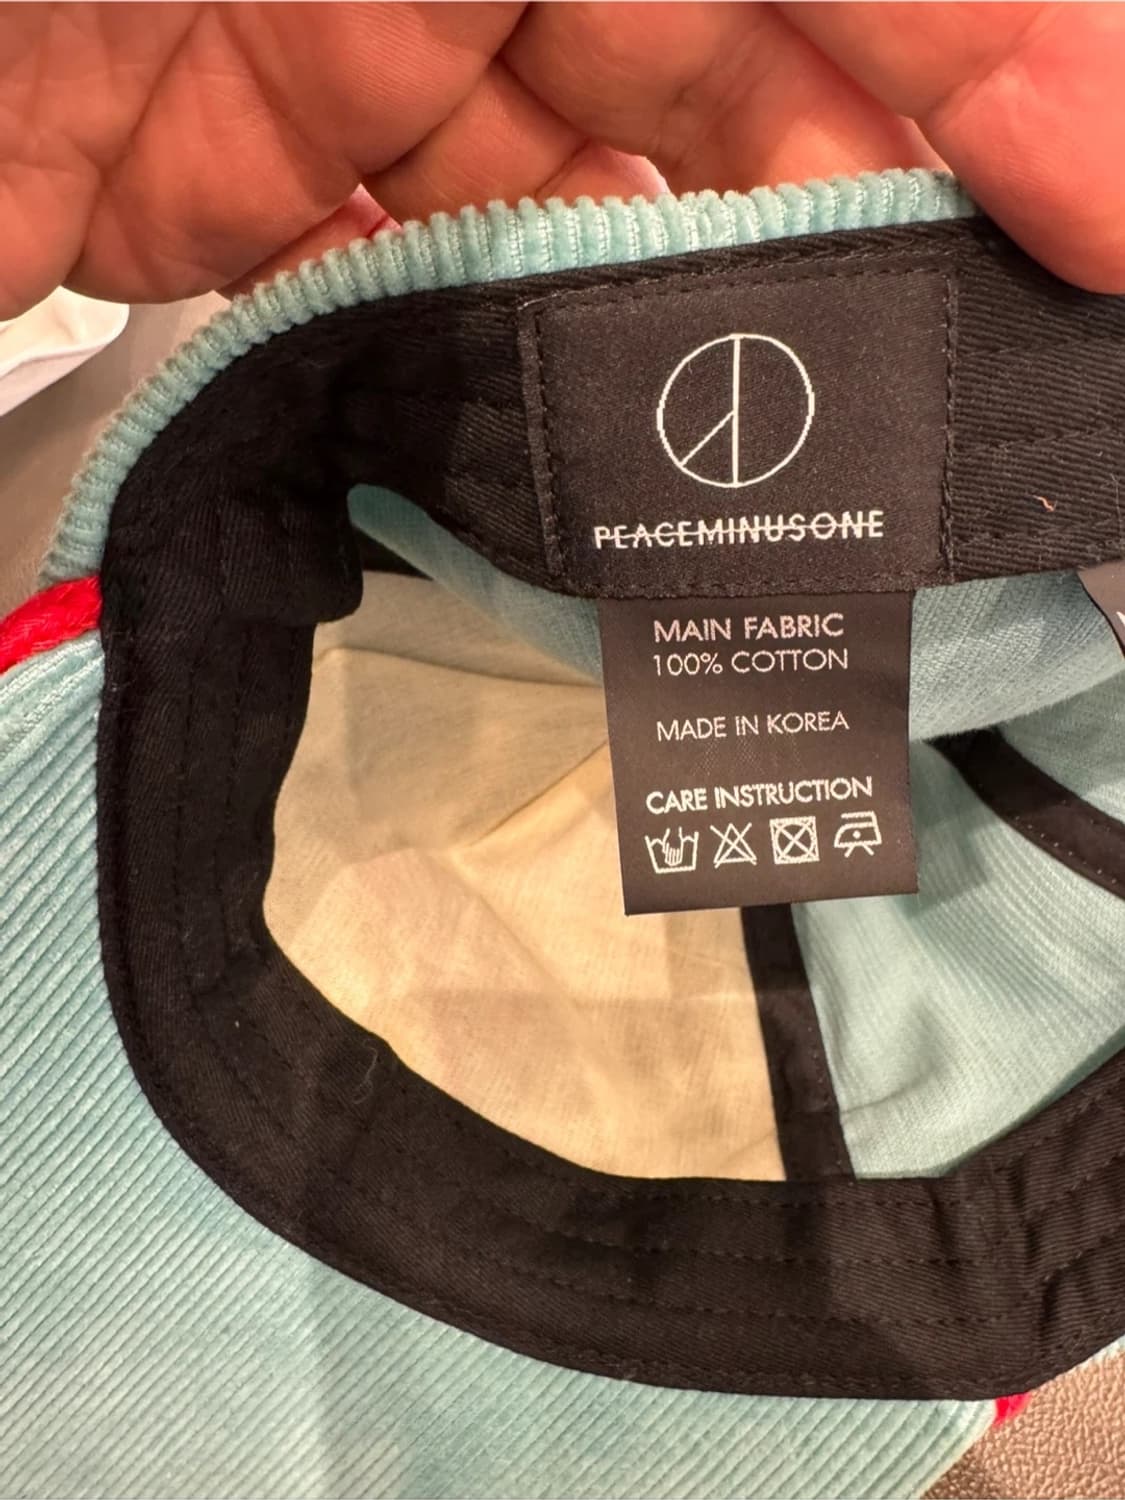 PEACEMINUSONE
MAIN FABRIC
100% COTTON
MADE IN KOREA
CARE INSTRUCTION